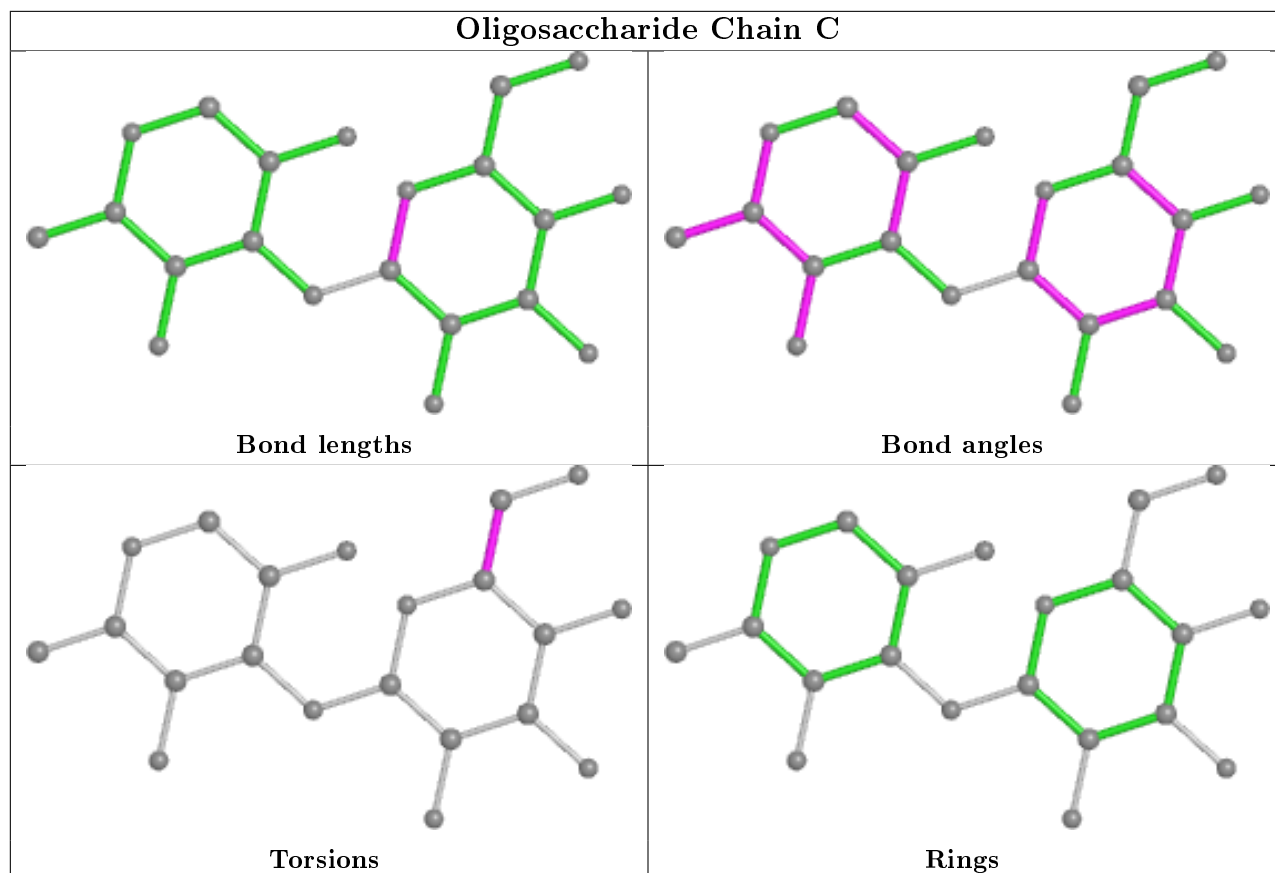 Oligosaccharide Chain C
Bond lengths
Bond angles
Torsions
Rings